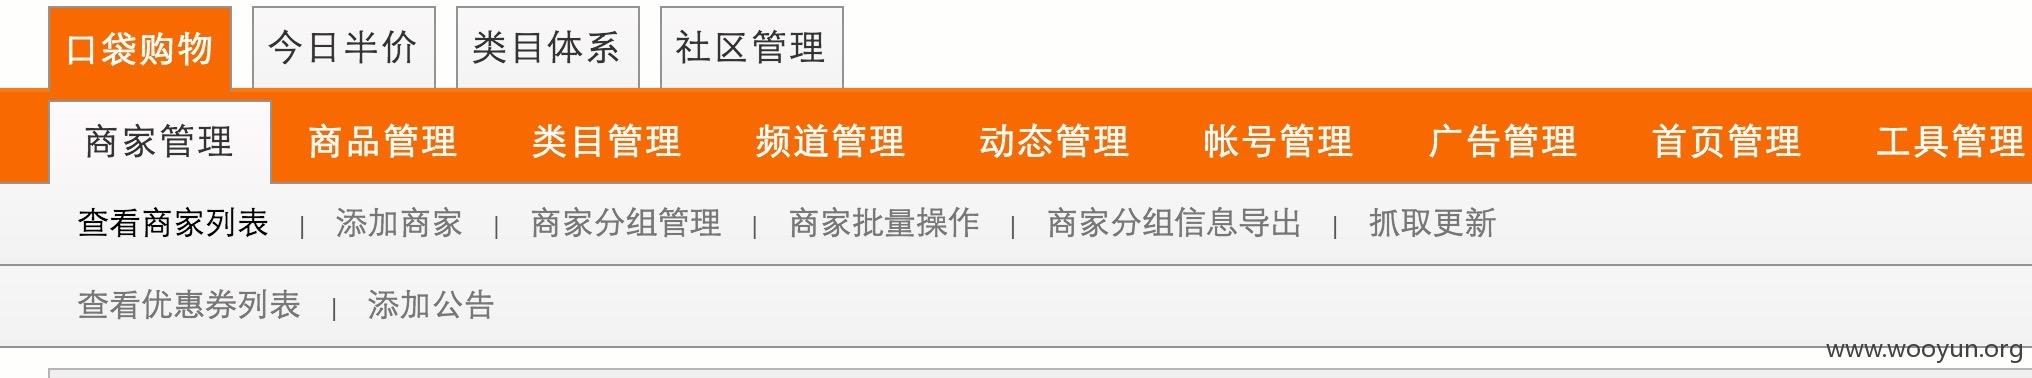 口袋购物 今日半价 类目体系 社区管理
商家管理 商品管理 类目管理 频道管理 动态管理 帐号管理 广告管理 首页管理 工具管理
查看商家列表 | 添加商家 | 商家分组管理 | 商家批量操作 | 商家分组信息导出 | 抓取更新
查看优惠券列表 | 添加公告
www.wooyun.org